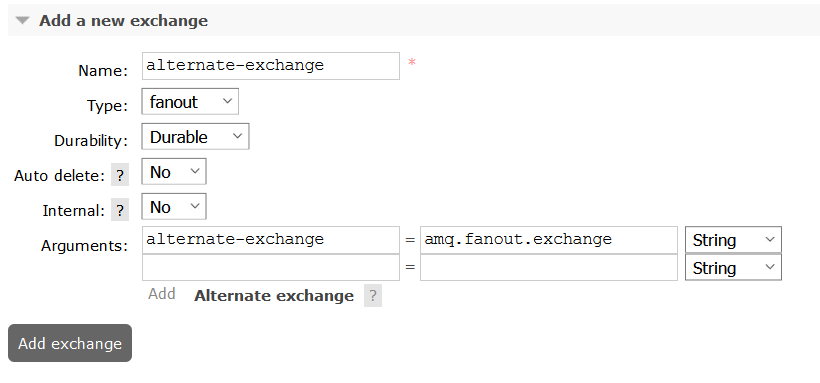 Add a new exchange
Name: alternate-exchange *
Type: fanout
Durability: Durable
Auto delete: ? No
Internal: ? No
Arguments: alternate-exchange = amq.fanout.exchange String
= String
Add Alternate exchange ?
Add exchange